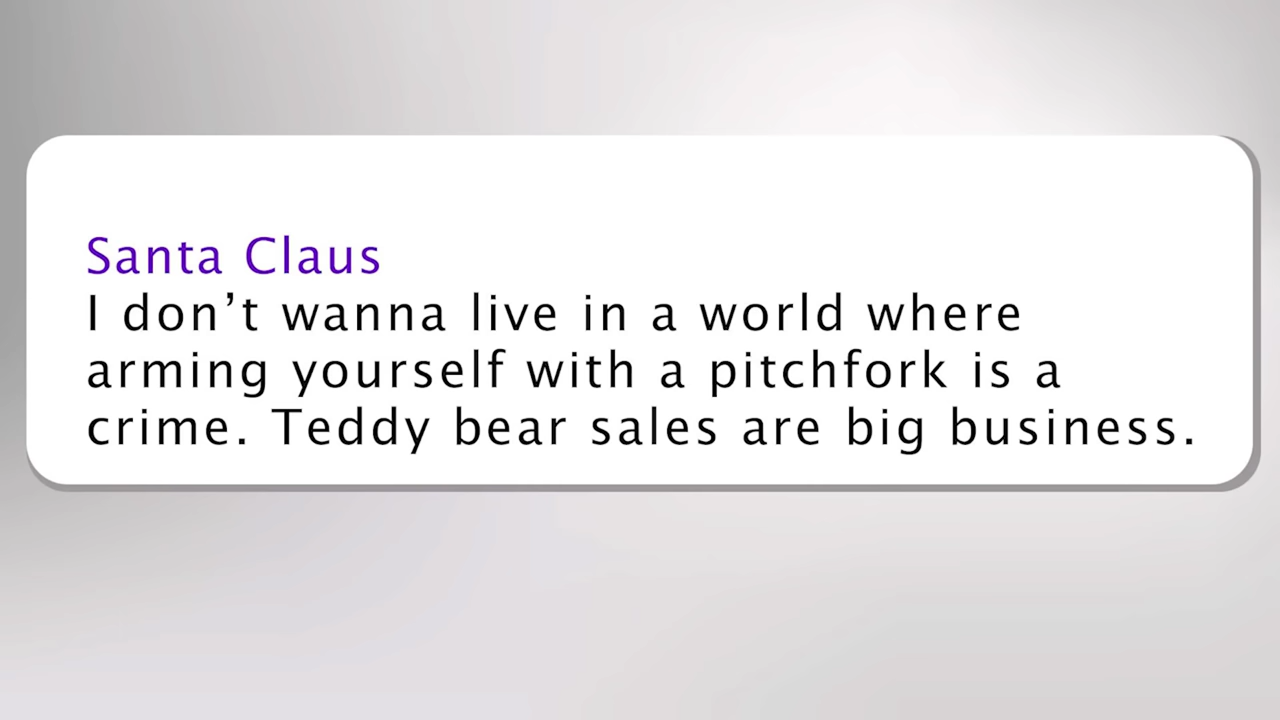 Santa Claus
I don’t wanna live in a world where
arming yourself with a pitchfork is a
crime. Teddy bear sales are big business.